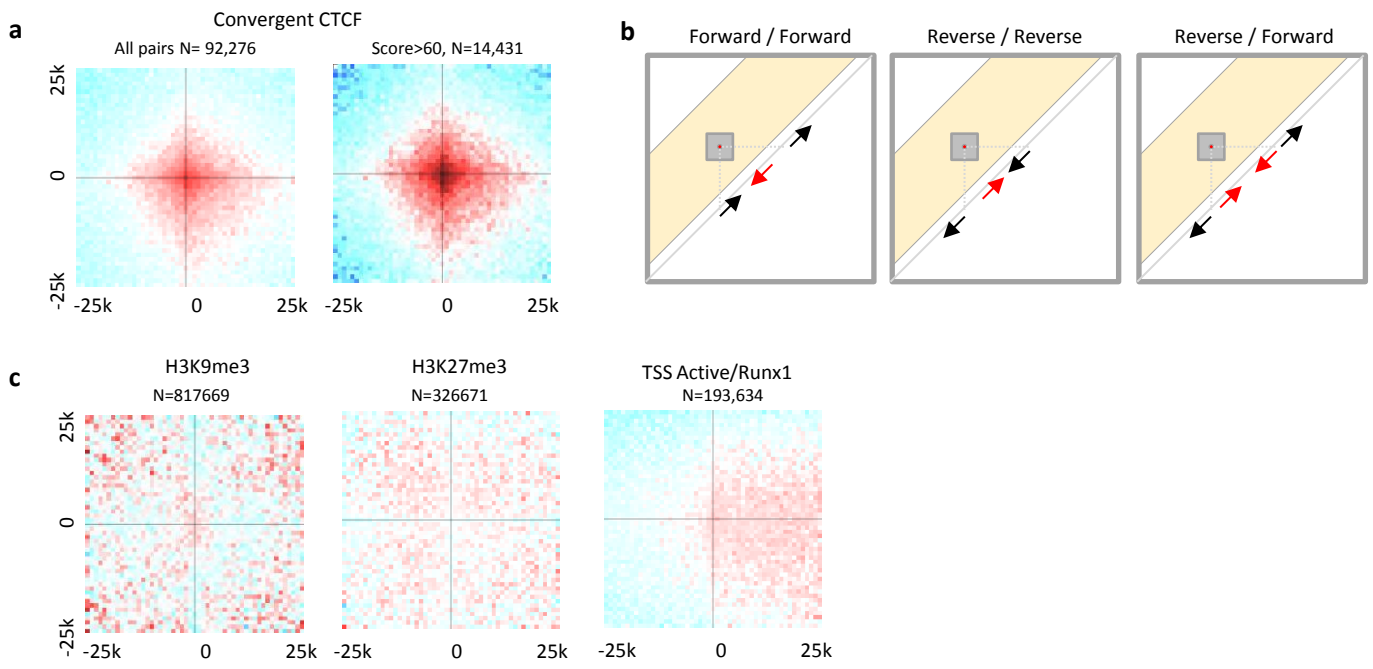 a
Convergent CTCF
All pairs N= 92,276
Score>60, N=14,431
25k
0
-25k
-25k 0 25k
-25k 0 25k
b
Forward / Forward
Reverse / Reverse
Reverse / Forward
c
H3K9me3
N=817669
H3K27me3
N=326671
TSS Active/Runx1
N=193,634
25k
0
-25k
-25k 0 25k
-25k 0 25k
-25k 0 25k